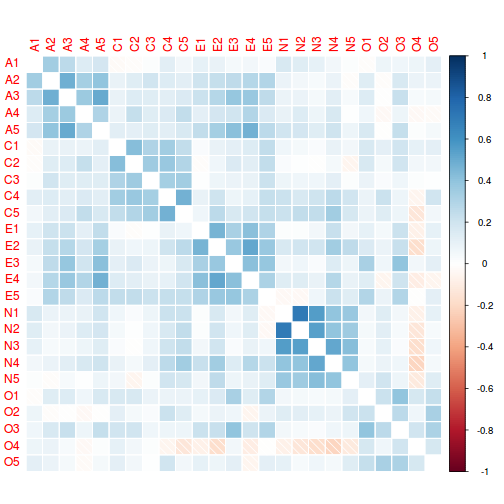 A1 A2 A3 A4 A5 C1 C2 C3 C4 C5 E1 E2 E3 E4 E5 N1 N2 N3 N4 N5 O1 O2 O3 O4 O5
A1
A2
A3
A4
A5
C1
C2
C3
C4
C5
E1
E2
E3
E4
E5
N1
N2
N3
N4
N5
O1
O2
O3
O4
O5
1
0.8
0.6
0.4
0.2
0
-0.2
-0.4
-0.6
-0.8
-1